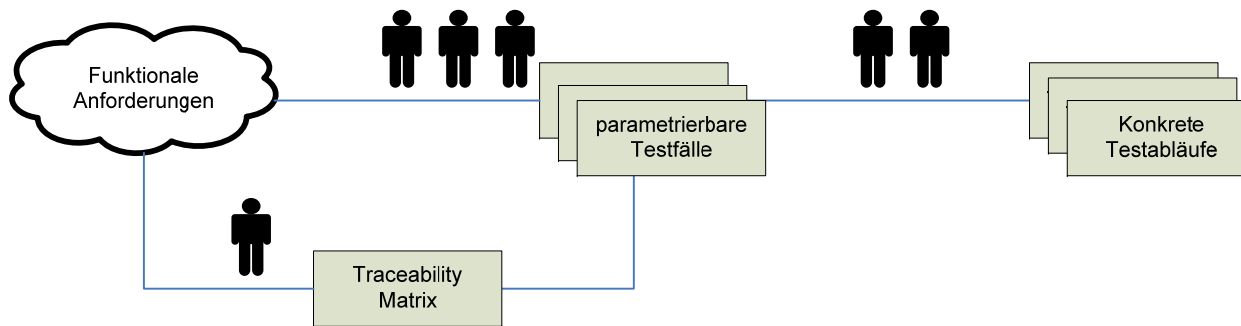 Funktionale
Anforderungen
parametrierbare
Testfälle
Konkrete
Testabläufe
Traceability
Matrix